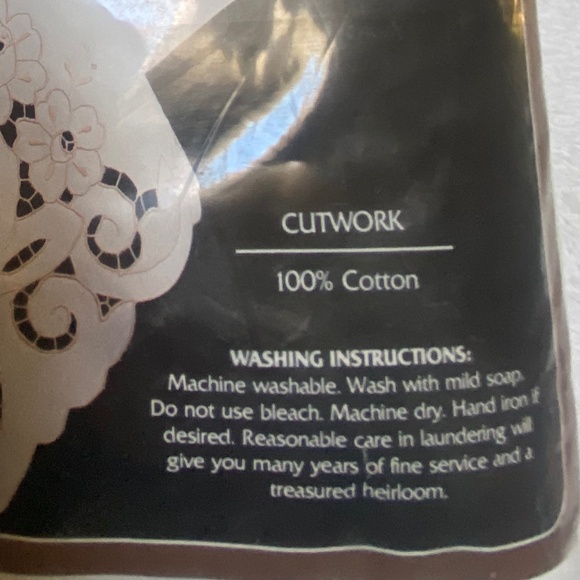 CUTWORK
100% Cotton
WASHING INSTRUCTIONS:
Machine washable. Wash with mild soap.
Do not use bleach. Machine dry. Hand iron if
desired. Reasonable care in laundering will
give you many years of fine service and a
treasured heirloom.